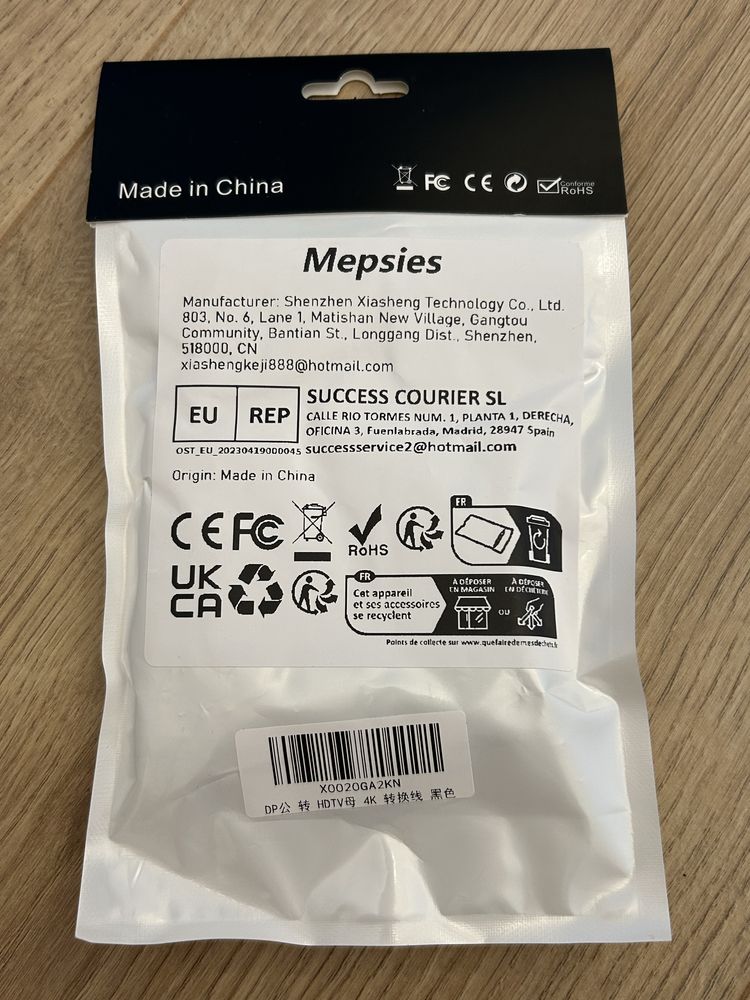 Made in China
FC CE Conforme RoHS
Mepsies
Manufacturer: Shenzhen Xiasheng Technology Co., Ltd.
803, No. 6, Lane 1, Matishan New Village, Gangtou
Community, Bantian St., Longgang Dist., Shenzhen,
518000, CN
xiashengkeji888@hotmail.com
EU REP
SUCCESS COURIER SL
CALLE RIO TORMES NUM. 1, PLANTA 1, DERECHA,
OFICINA 3, Fuenlabrada, Madrid, 28947 Spain
OST_EU_20230419000045 successservice2@hotmail.com
Origin: Made in China
CE FC RoHS FR
UK
CA
FR
Cet appareil
et ses accessoires
se recyclent
À DÉPOSER
EN MAGASIN
OU
À DÉPOSER
EN DÉCHÈTERIE
Points de collecte sur www.quefairedemesdechets.fr
X0020GA2KN
DP公 转 HDTV母 4K 转换线 黑色